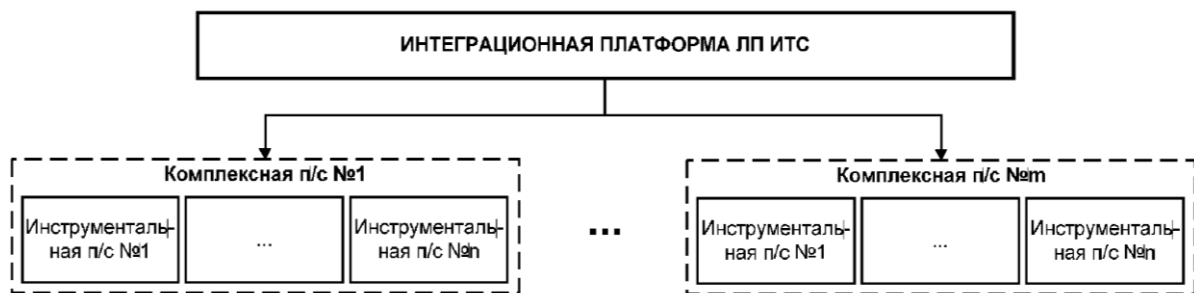 ИНТЕГРАЦИОННАЯ ПЛАТФОРМА ЛП ИТС
Комплексная п/с №1
Инструменталь-
ная п/с №1
...
Инструменталь-
ная п/с №n
...
Комплексная п/с №m
Инструменталь-
ная п/с №1
...
Инструменталь-
ная п/с №n